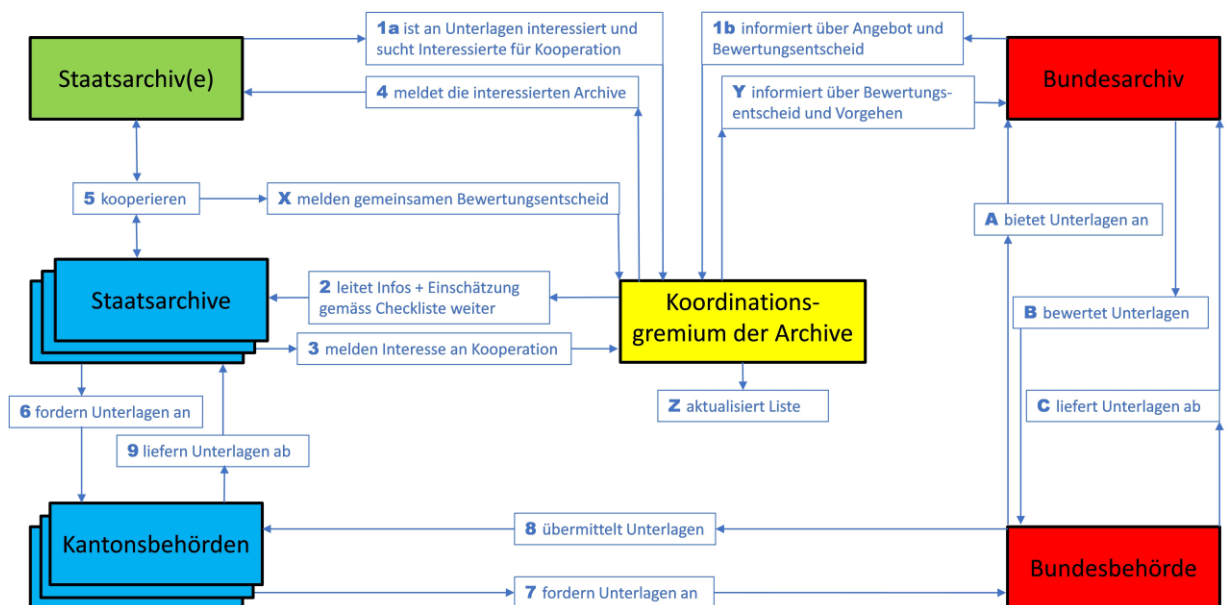 1a ist an Unterlagen interessiert und
sucht Interessierte für Kooperation
1b informiert über Angebot und
Bewertungsentscheid
Staatsarchiv(e)
Bundesarchiv
4 meldet die interessierten Archive
Y informiert über Bewertungs-
entscheid und Vorgehen
5 kooperieren
X melden gemeinsamen Bewertungsentscheid
A bietet Unterlagen an
Staatsarchive
2 leitet Infos + Einschätzung
gemäss Checkliste weiter
Koordinations-
gremium der Archive
B bewertet Unterlagen
3 melden Interesse an Kooperation
6 fordern Unterlagen an
Z aktualisiert Liste
C liefert Unterlagen ab
9 liefern Unterlagen ab
Kantonsbehörden
8 übermittelt Unterlagen
Bundesbehörde
7 fordern Unterlagen an